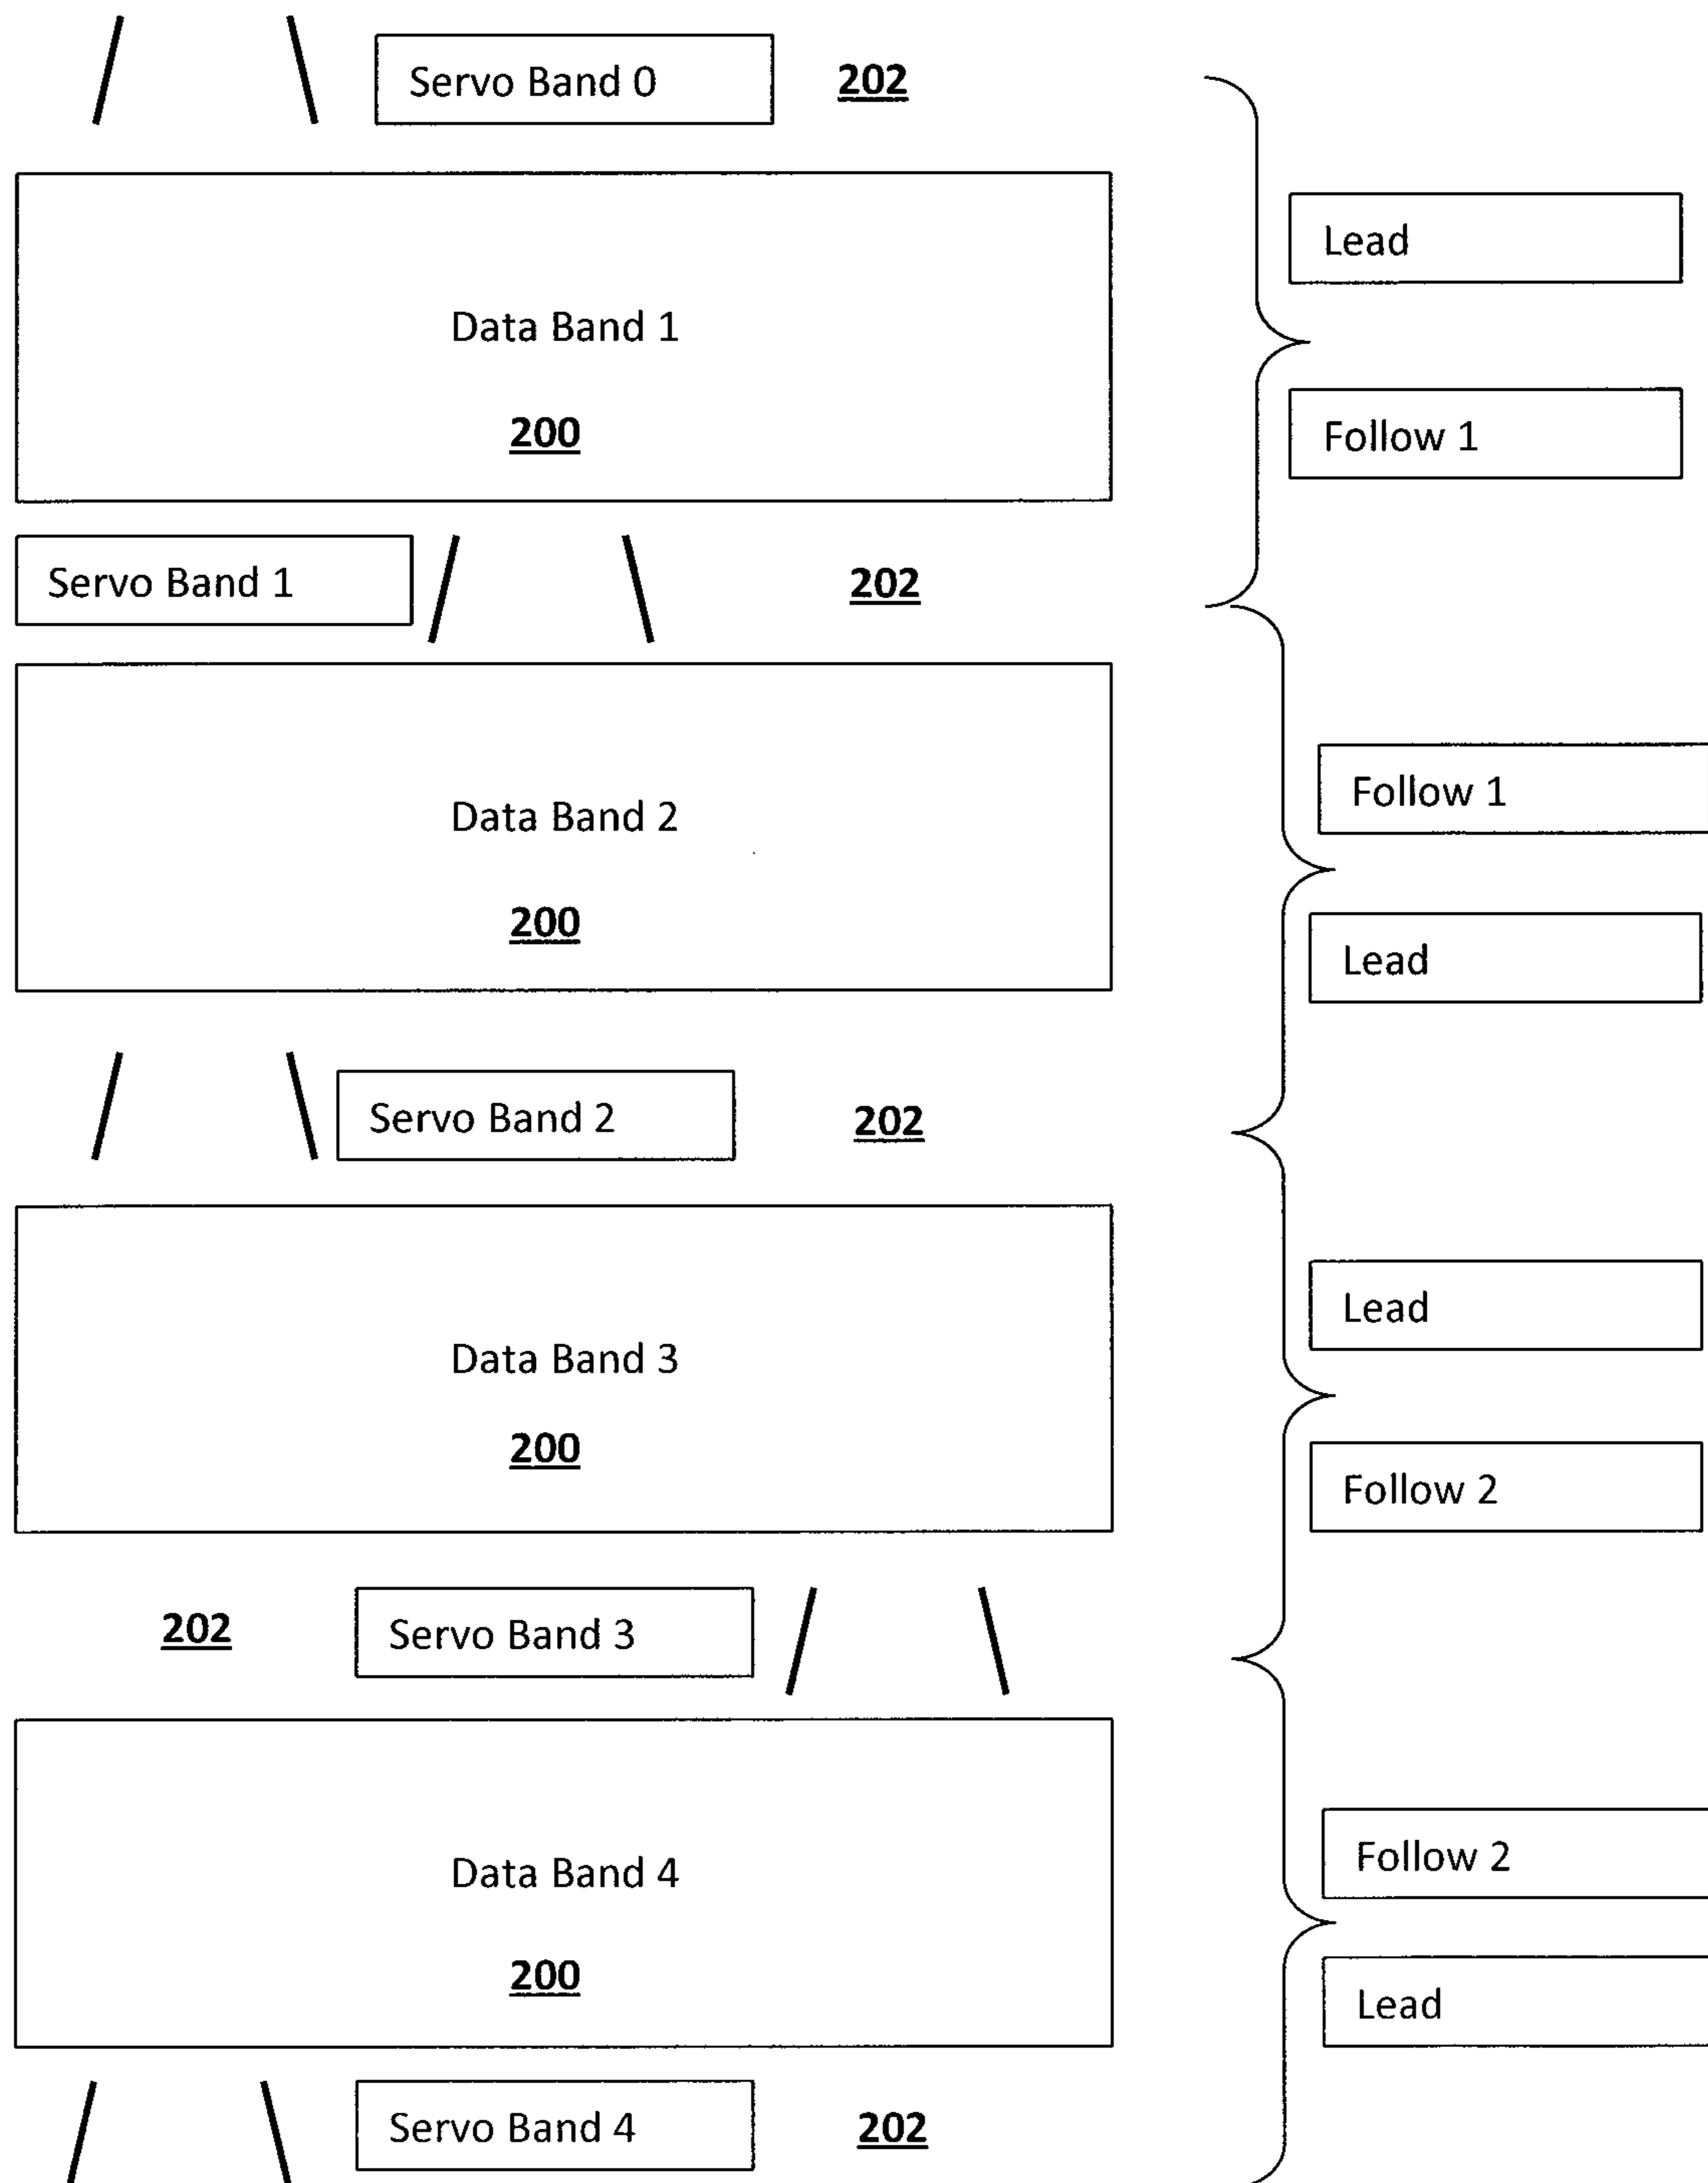 Servo Band 0 202
Lead
Data Band 1
Follow 1
200
Servo Band 1 202
Follow 1
Data Band 2
200
Lead
Servo Band 2 202
Lead
Data Band 3
200
Follow 2
202 Servo Band 3
Follow 2
Data Band 4
200
Lead
Servo Band 4 202